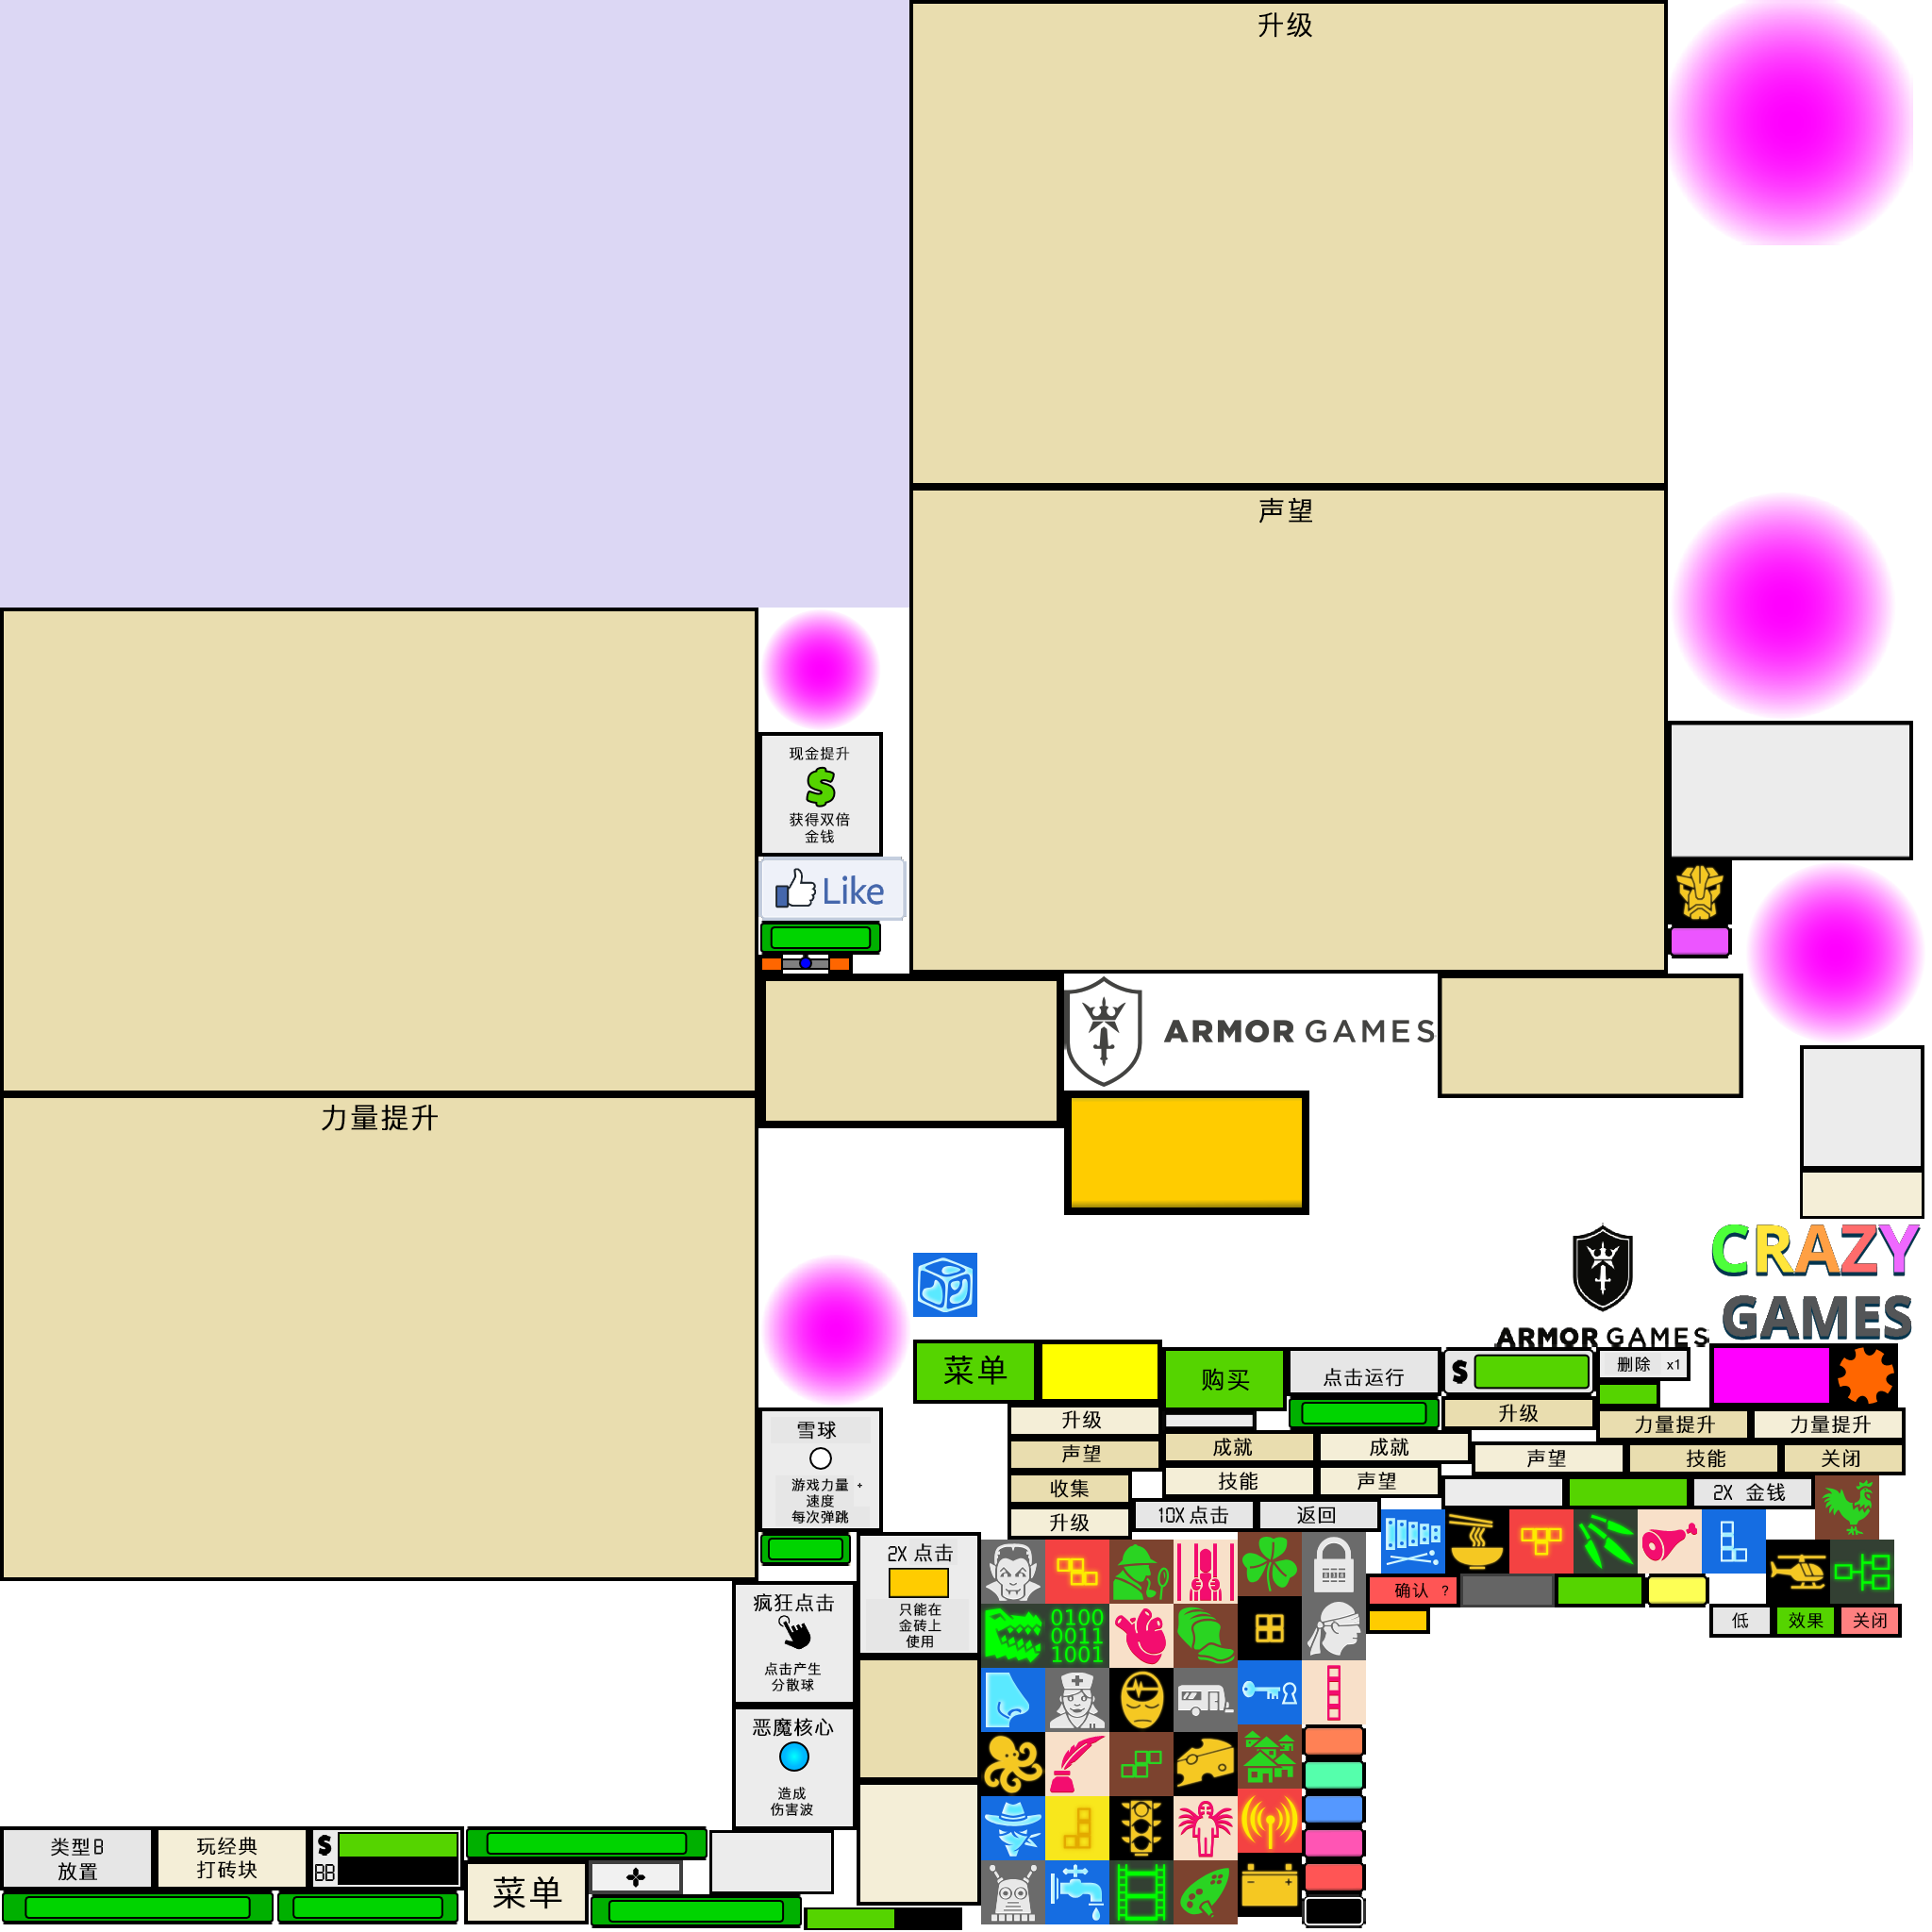 升级
声望
现金提升
$
获得双倍
金钱
Like
ARMOR GAMES
力量提升
CRAZY
GAMES
ARMOR GAMES
菜单
购买
点击运行
$
删除 x1
升级
升级
力量提升
力量提升
声望
成就
成就
声望
技能
关闭
收集
技能
声望
2X 金钱
升级
10X 点击
返回
雪球
游戏力量 +
速度
每次弹跳
2X 点击
只能在
金砖上
使用
确认 ?
低
效果
关闭
疯狂点击
点击产生
分散球
0100
0011
1001
恶魔核心
造成
伤害波
类型B
放置
玩经典
打砖块
$
BB
菜单